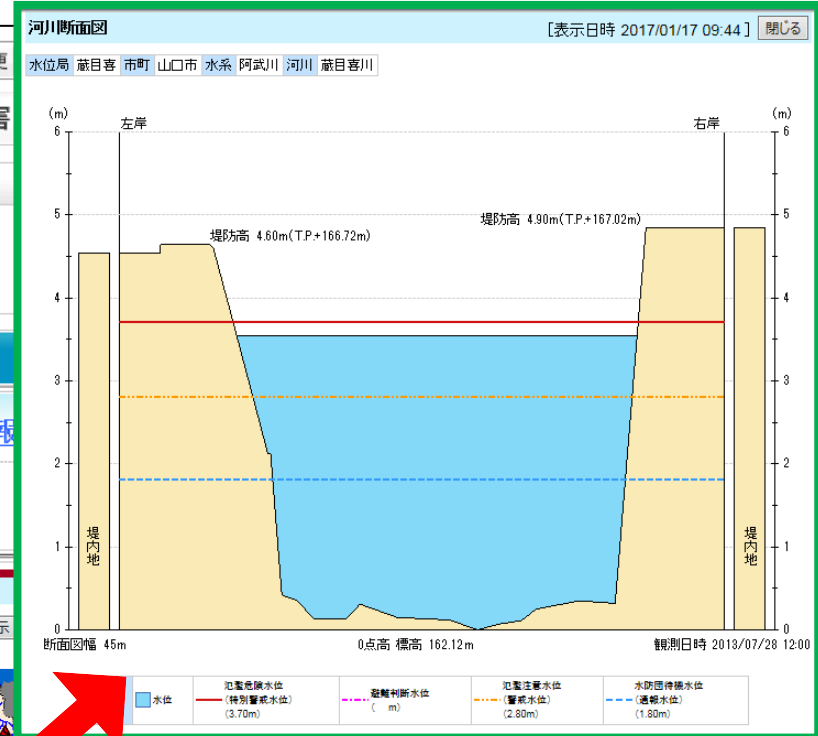 河川断面図 [表示日時 2017/01/17 09:44] 閉じる
水位局 蔵目喜 市町 山口市 水系 阿武川 河川 蔵目喜川
(m) (m)
左岸 右岸
6 6
堤防高 4.90m(T.P.+167.02m)
5 5
堤防高 4.60m(T.P.+166.72m)
4 4
3 3
2 2
堤内地 堤内地
1 1
0 0
断面図幅 45m 0点高 標高 162.12m 観測日時 2013/07/28 12:00
水位
氾濫危険水位
(特別警戒水位)
(3.70m)
避難判断水位
( m)
氾濫注意水位
(警戒水位)
(2.80m)
水防団待機水位
(通報水位)
(1.80m)
更
害
報
示